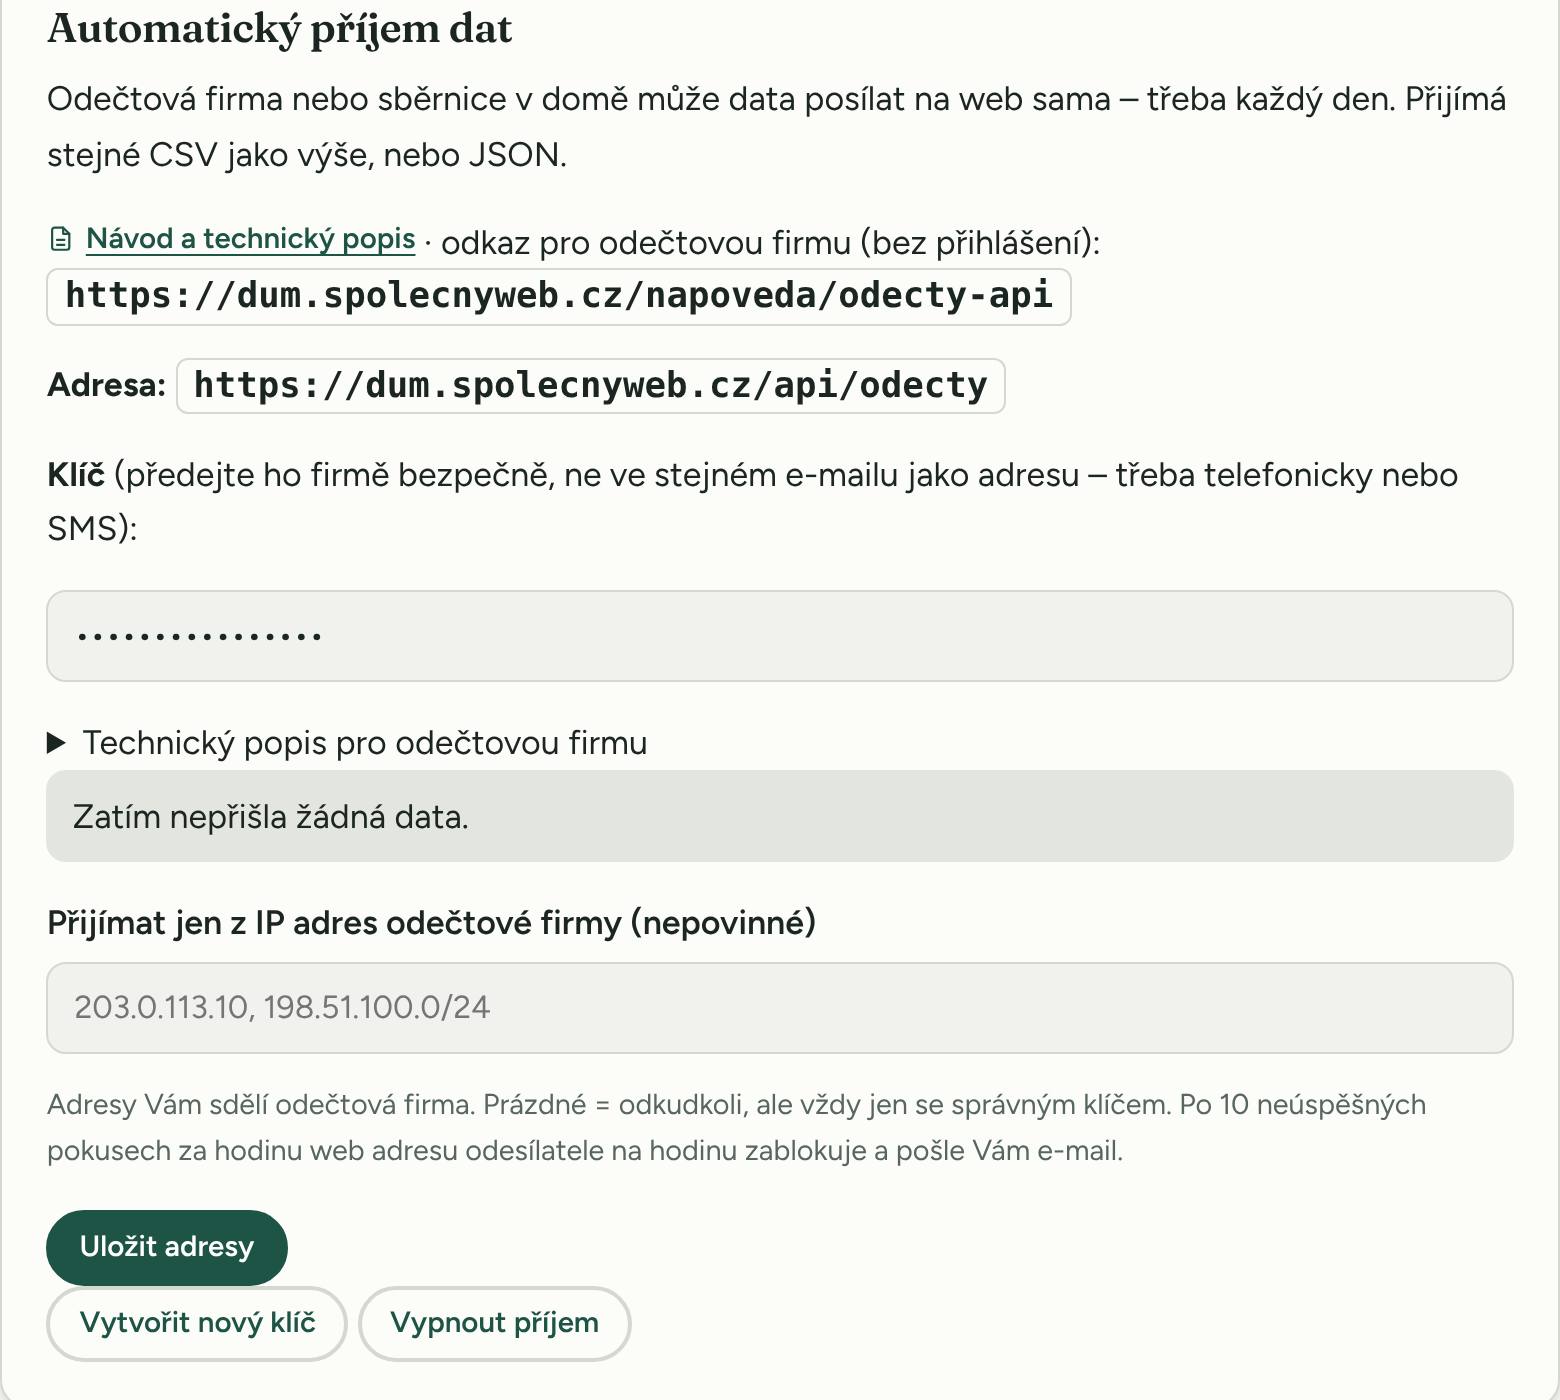 Automatický příjem dat
Odečtová firma nebo sběrnice v domě může data posílat na web sama – třeba každý den. Přijímá
stejné CSV jako výše, nebo JSON.
Návod a technický popis · odkaz pro odečtovou firmu (bez přihlášení):
https://dum.spolecnyweb.cz/napoveda/odecty-api
Adresa: https://dum.spolecnyweb.cz/api/odecty
Klíč (předejte ho firmě bezpečně, ne ve stejném e-mailu jako adresu – třeba telefonicky nebo
SMS):
••••••••••••••••
▶ Technický popis pro odečtovou firmu
Zatím nepřišla žádná data.
Přijímat jen z IP adres odečtové firmy (nepovinné)
203.0.113.10, 198.51.100.0/24
Adresy Vám sdělí odečtová firma. Prázdné = odkudkoli, ale vždy jen se správným klíčem. Po 10 neúspěšných
pokusech za hodinu web adresu odesílatele na hodinu zablokuje a pošle Vám e-mail.
Uložit adresy
Vytvořit nový klíč Vypnout příjem